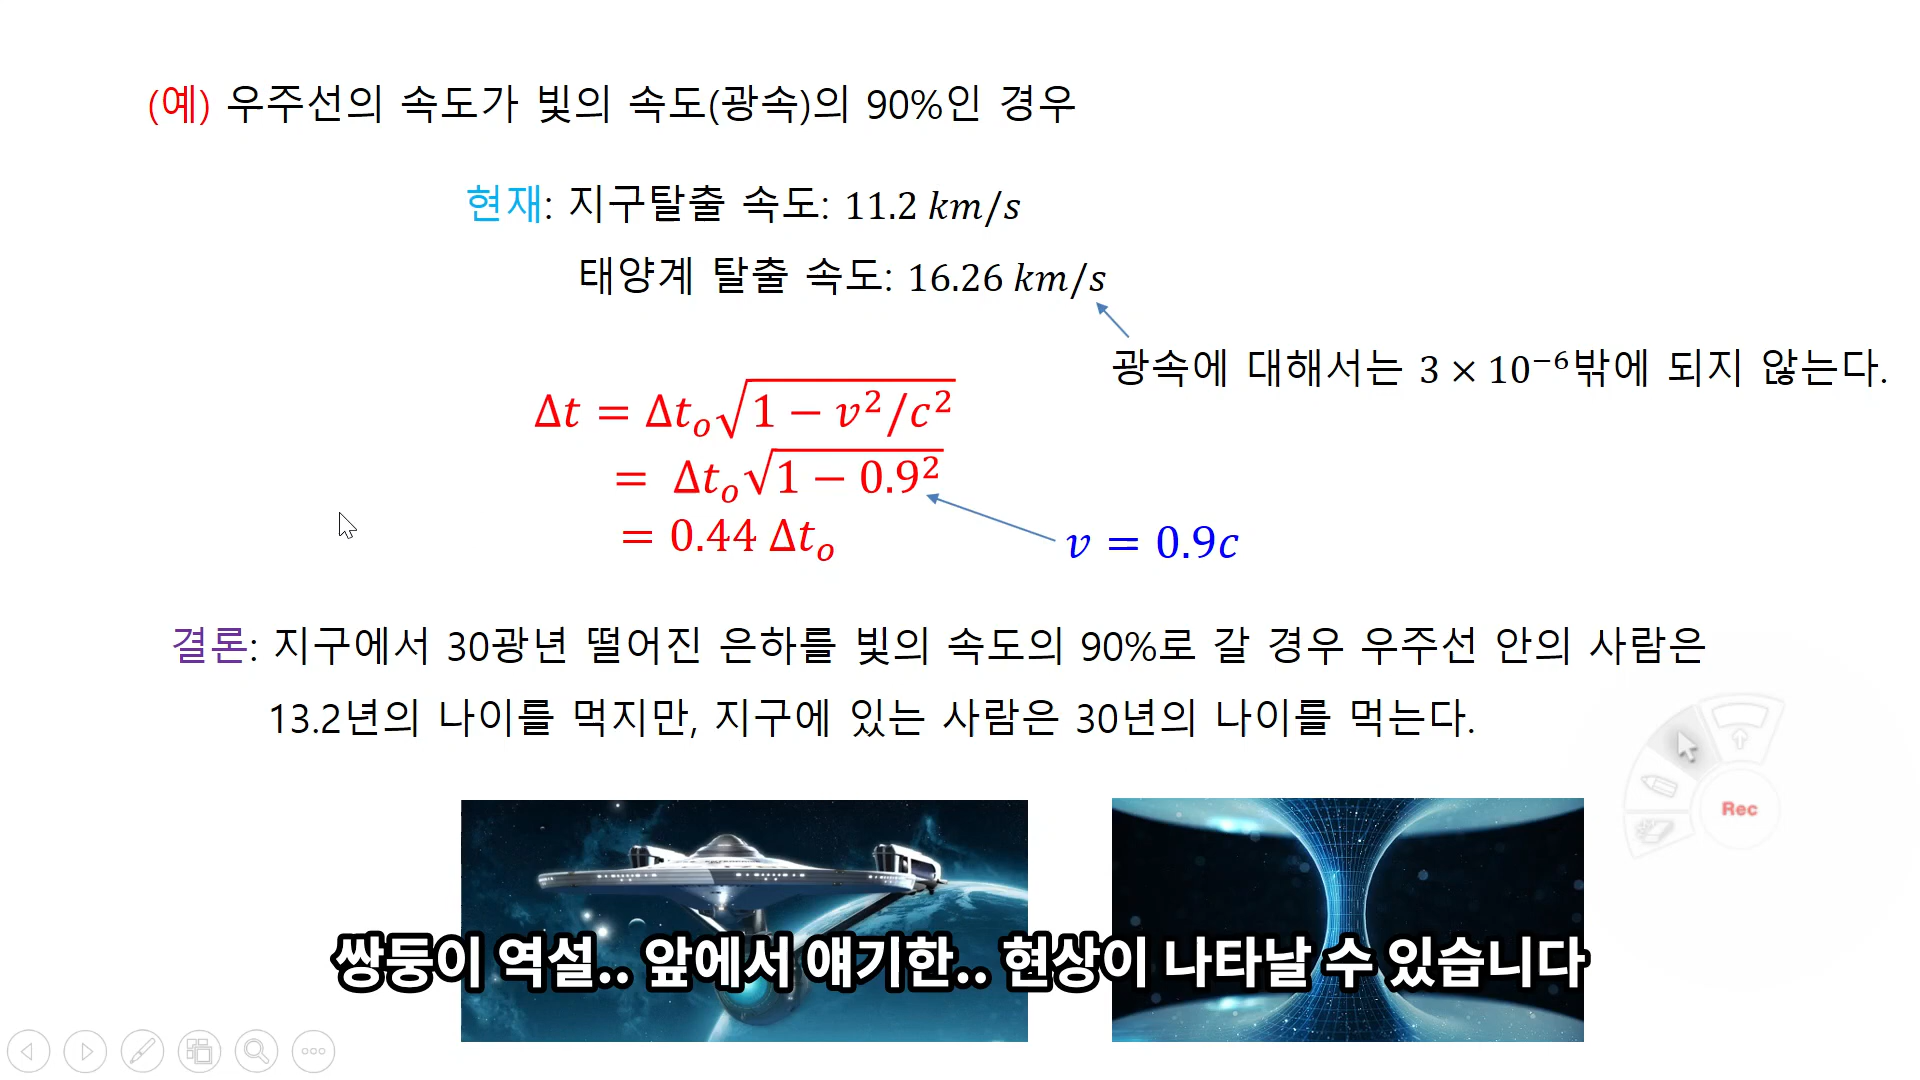 (예) 우주선의 속도가 빛의 속도(광속)의 90%인 경우
현재: 지구탈출 속도: 11.2 km/s
태양계 탈출 속도: 16.26 km/s
광속에 대해서는 3 × 10⁻⁶밖에 되지 않는다.
Δt = Δtₒ√(1 − v²/c²)
= Δtₒ√(1 − 0.9²)
= 0.44 Δtₒ
v = 0.9c
결론: 지구에서 30광년 떨어진 은하를 빛의 속도의 90%로 갈 경우 우주선 안의 사람은
13.2년의 나이를 먹지만, 지구에 있는 사람은 30년의 나이를 먹는다.
Rec
쌍둥이 역설.. 앞에서 얘기한.. 현상이 나타날 수 있습니다